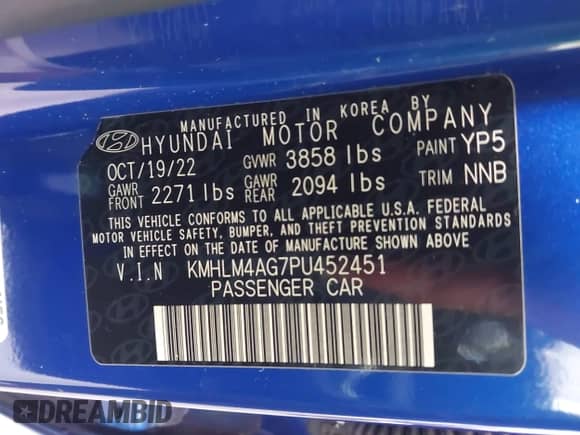 MANUFACTURED IN KOREA BY
HYUNDAI MOTOR COMPANY
OCT/19/22 GVWR 3858 lbs PAINT YP5
GAWR FRONT 2271 lbs GAWR REAR 2094 lbs TRIM NNB
THIS VEHICLE CONFORMS TO ALL APPLICABLE U.S.A. FEDERAL
MOTOR VEHICLE SAFETY, BUMPER, AND THEFT PREVENTION STANDARDS
IN EFFECT ON THE DATE OF MANUFACTURE SHOWN ABOVE
V.I.N KMHLM4AG7PU452451
PASSENGER CAR
DREAMBID